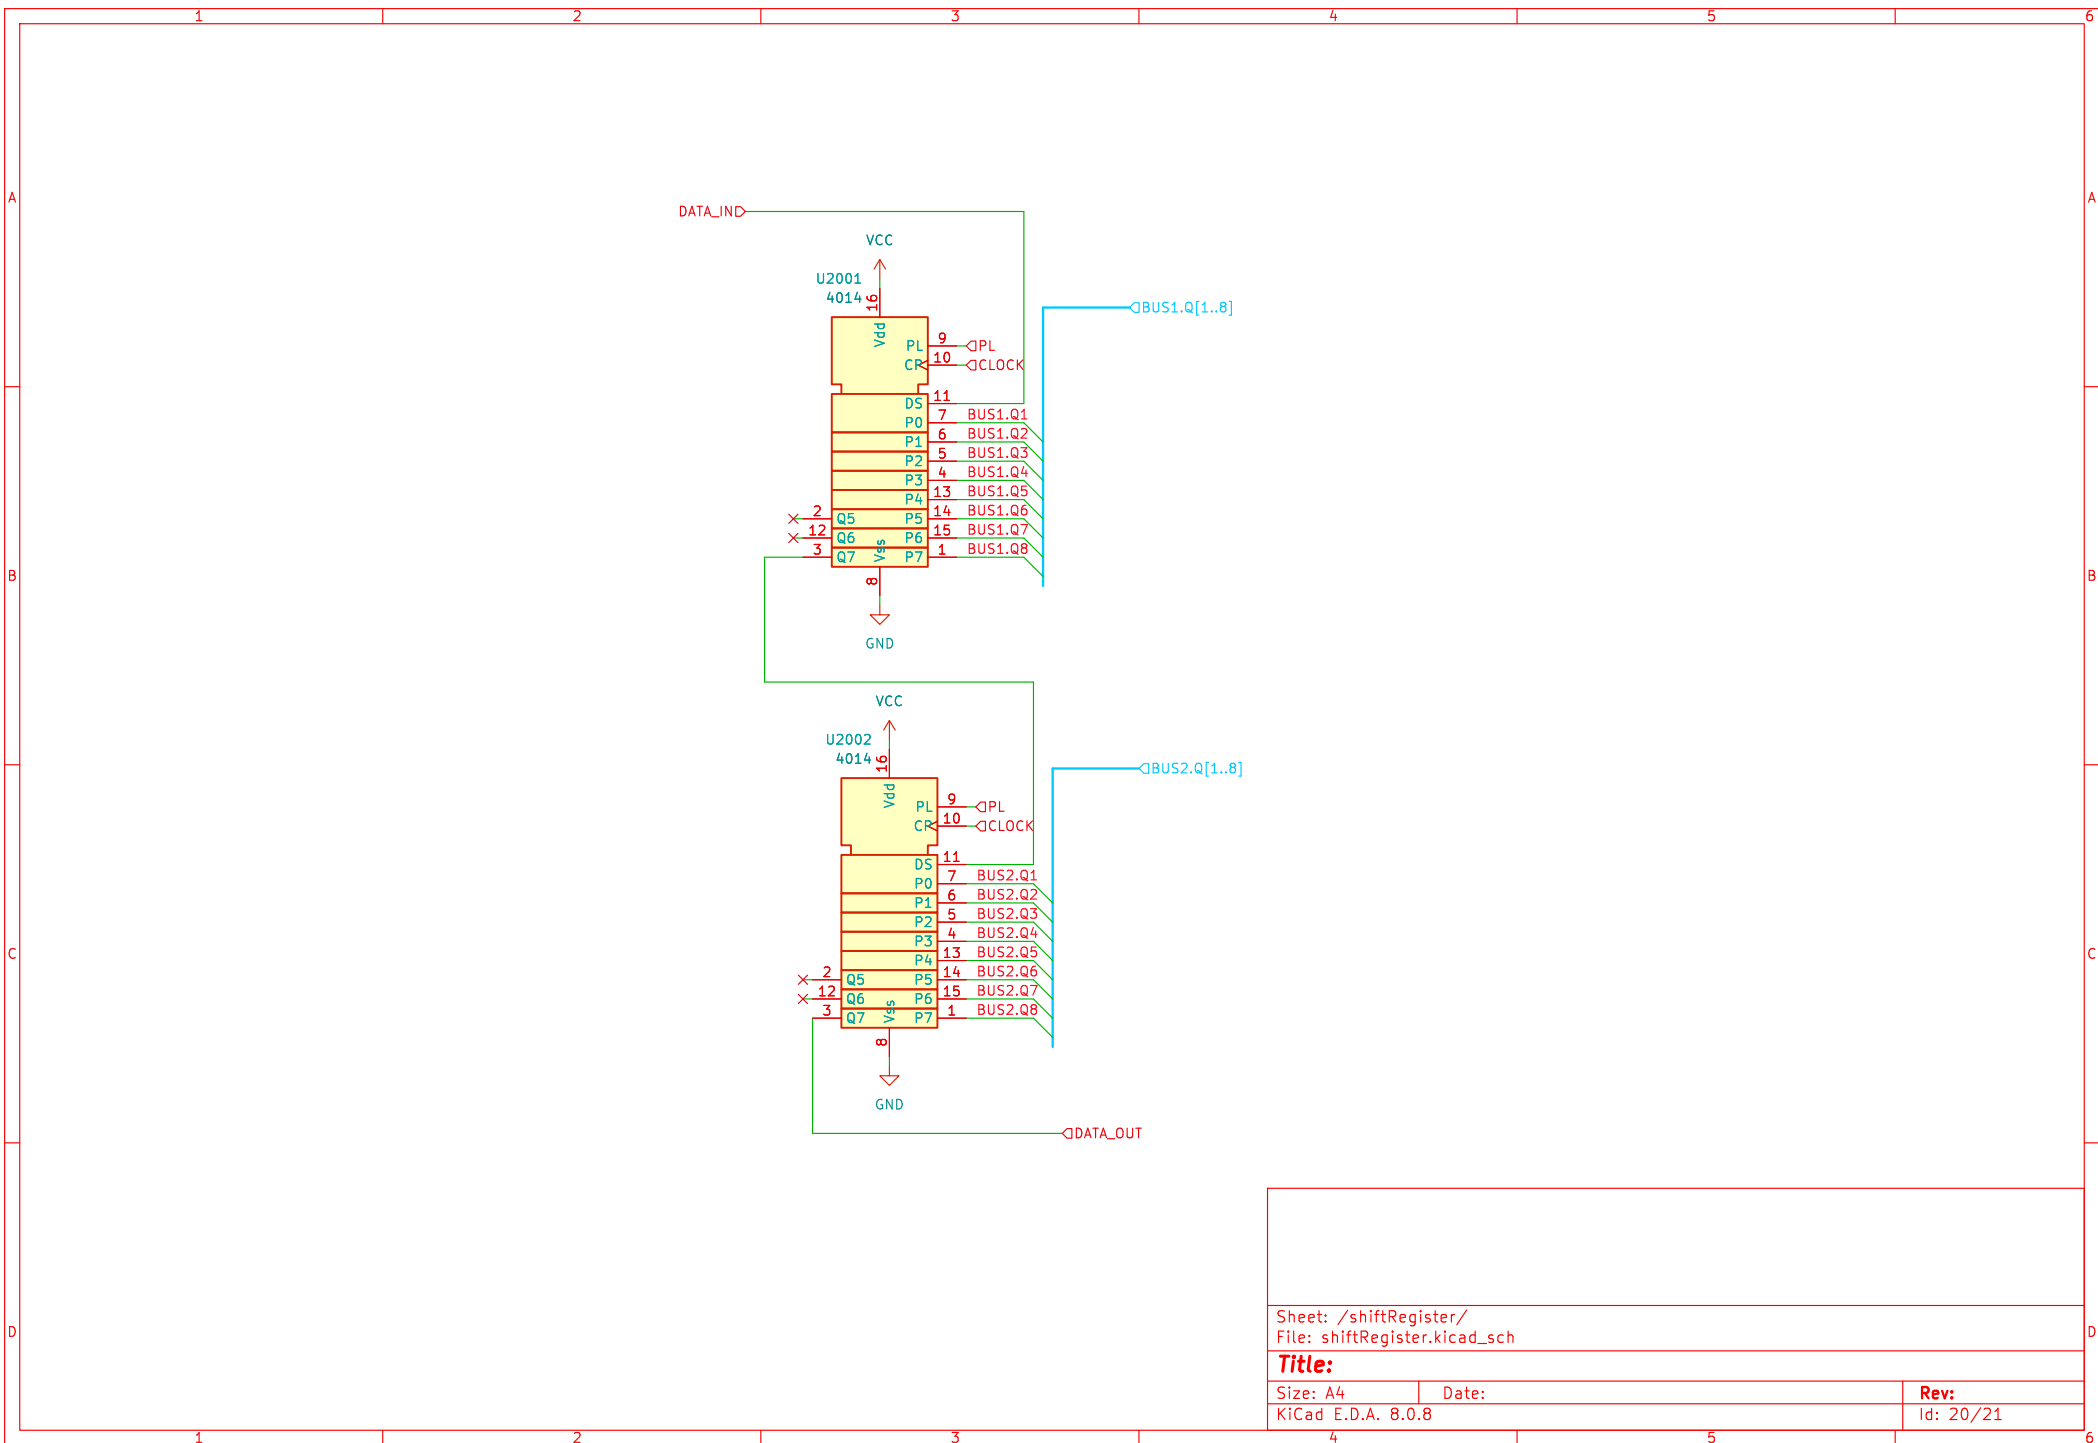 1 2 3 4 5 6
A A
DATA_IN
VCC
U2001
4014
16
Vdd
BUS1.Q[1..8]
PL 9 PL
CP 10 CLOCK
DS 11
P0 7 BUS1.Q1
P1 6 BUS1.Q2
P2 5 BUS1.Q3
P3 4 BUS1.Q4
P4 13 BUS1.Q5
2 Q5 P5 14 BUS1.Q6
12 Q6 P6 15 BUS1.Q7
3 Q7 Vss P7 1 BUS1.Q8
B B
8
GND
VCC
U2002
4014
16
Vdd
BUS2.Q[1..8]
PL 9 PL
CP 10 CLOCK
DS 11
P0 7 BUS2.Q1
P1 6 BUS2.Q2
P2 5 BUS2.Q3
P3 4 BUS2.Q4
C C
P4 13 BUS2.Q5
2 Q5 P5 14 BUS2.Q6
12 Q6 P6 15 BUS2.Q7
3 Q7 Vss P7 1 BUS2.Q8
8
GND
DATA_OUT
Sheet: /shiftRegister/
D D
File: shiftRegister.kicad_sch
Title:
Size: A4 Date: Rev:
KiCad E.D.A. 8.0.8 Id: 20/21
1 2 3 4 5 6